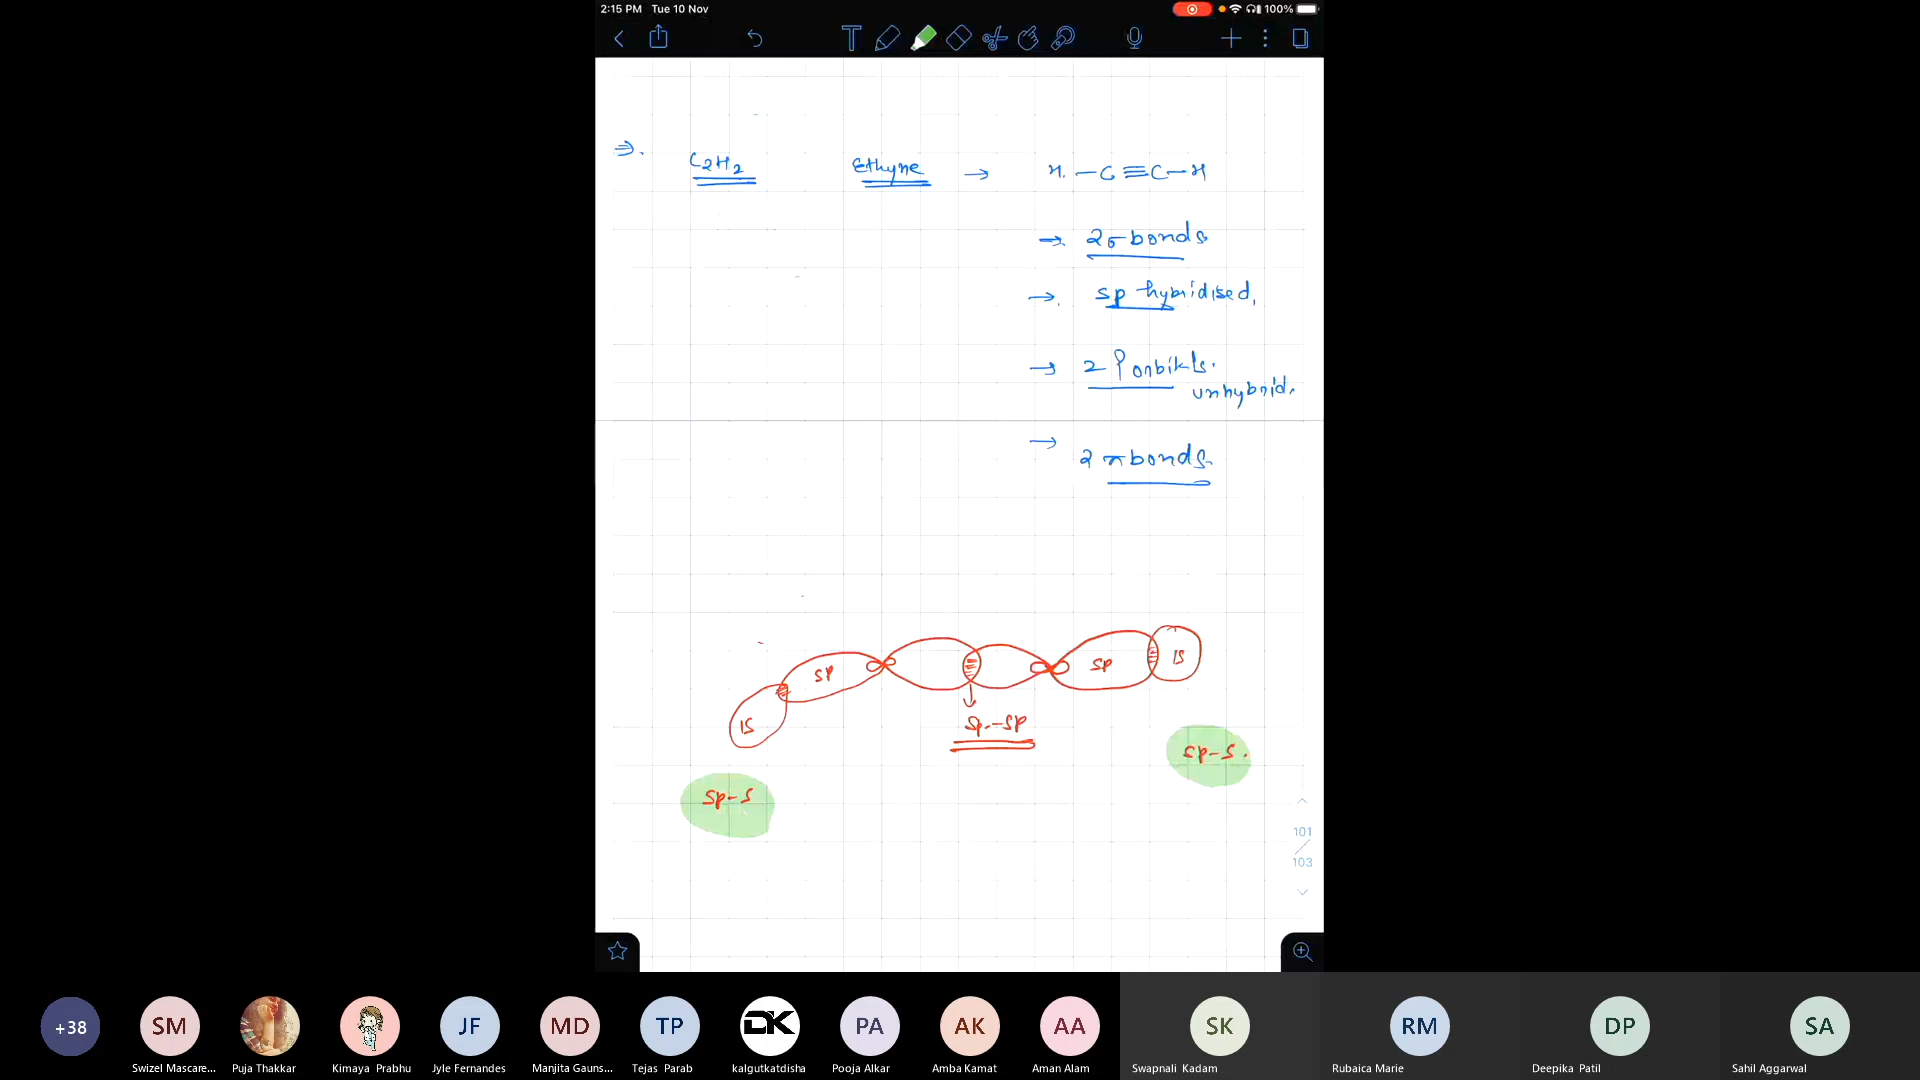 2:15 PM Tue 10 Nov
100%
⇒. C2H2 Ethyne → H. — C ≡ C — H
→ 2σ bonds
→. sp hybridised,
→ 2 P orbitals.
unhybrid.
→ 2 π bonds.
1S sp sp 1S
sp.-sp
sp-s.
sp-s
101
103
+38
SM
JF
MD
TP
DK
PA
AK
AA
SK
RM
DP
SA
Swizel Mascare...
Puja Thakkar
Kimaya Prabhu
Jyle Fernandes
Manjita Gauns...
Tejas Parab
kalgutkatdisha
Pooja Alkar
Amba Kamat
Aman Alam
Swapnali Kadam
Rubaica Marie
Deepika Patil
Sahil Aggarwal